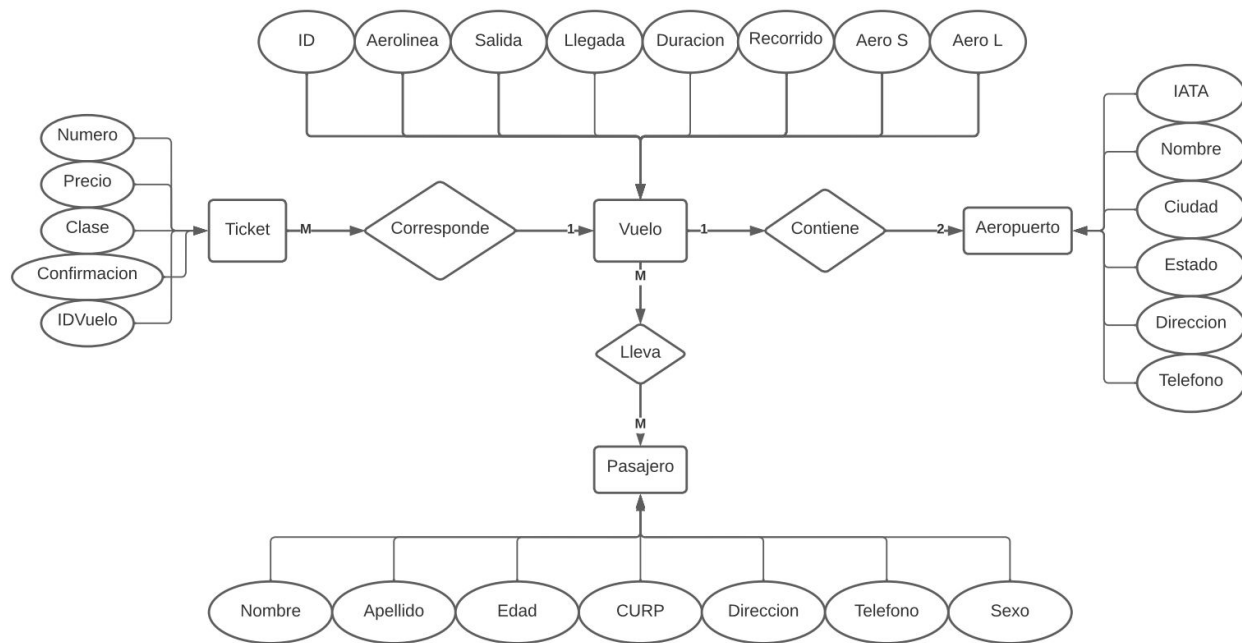 ID
Aerolinea
Salida
Llegada
Duracion
Recorrido
Aero S
Aero L
Numero
Precio
Clase
Confirmacion
IDVuelo
Ticket
M
Corresponde
1
Vuelo
1
Contiene
2
Aeropuerto
IATA
Nombre
Ciudad
Estado
Direccion
Telefono
M
Lleva
M
Pasajero
Nombre
Apellido
Edad
CURP
Direccion
Telefono
Sexo